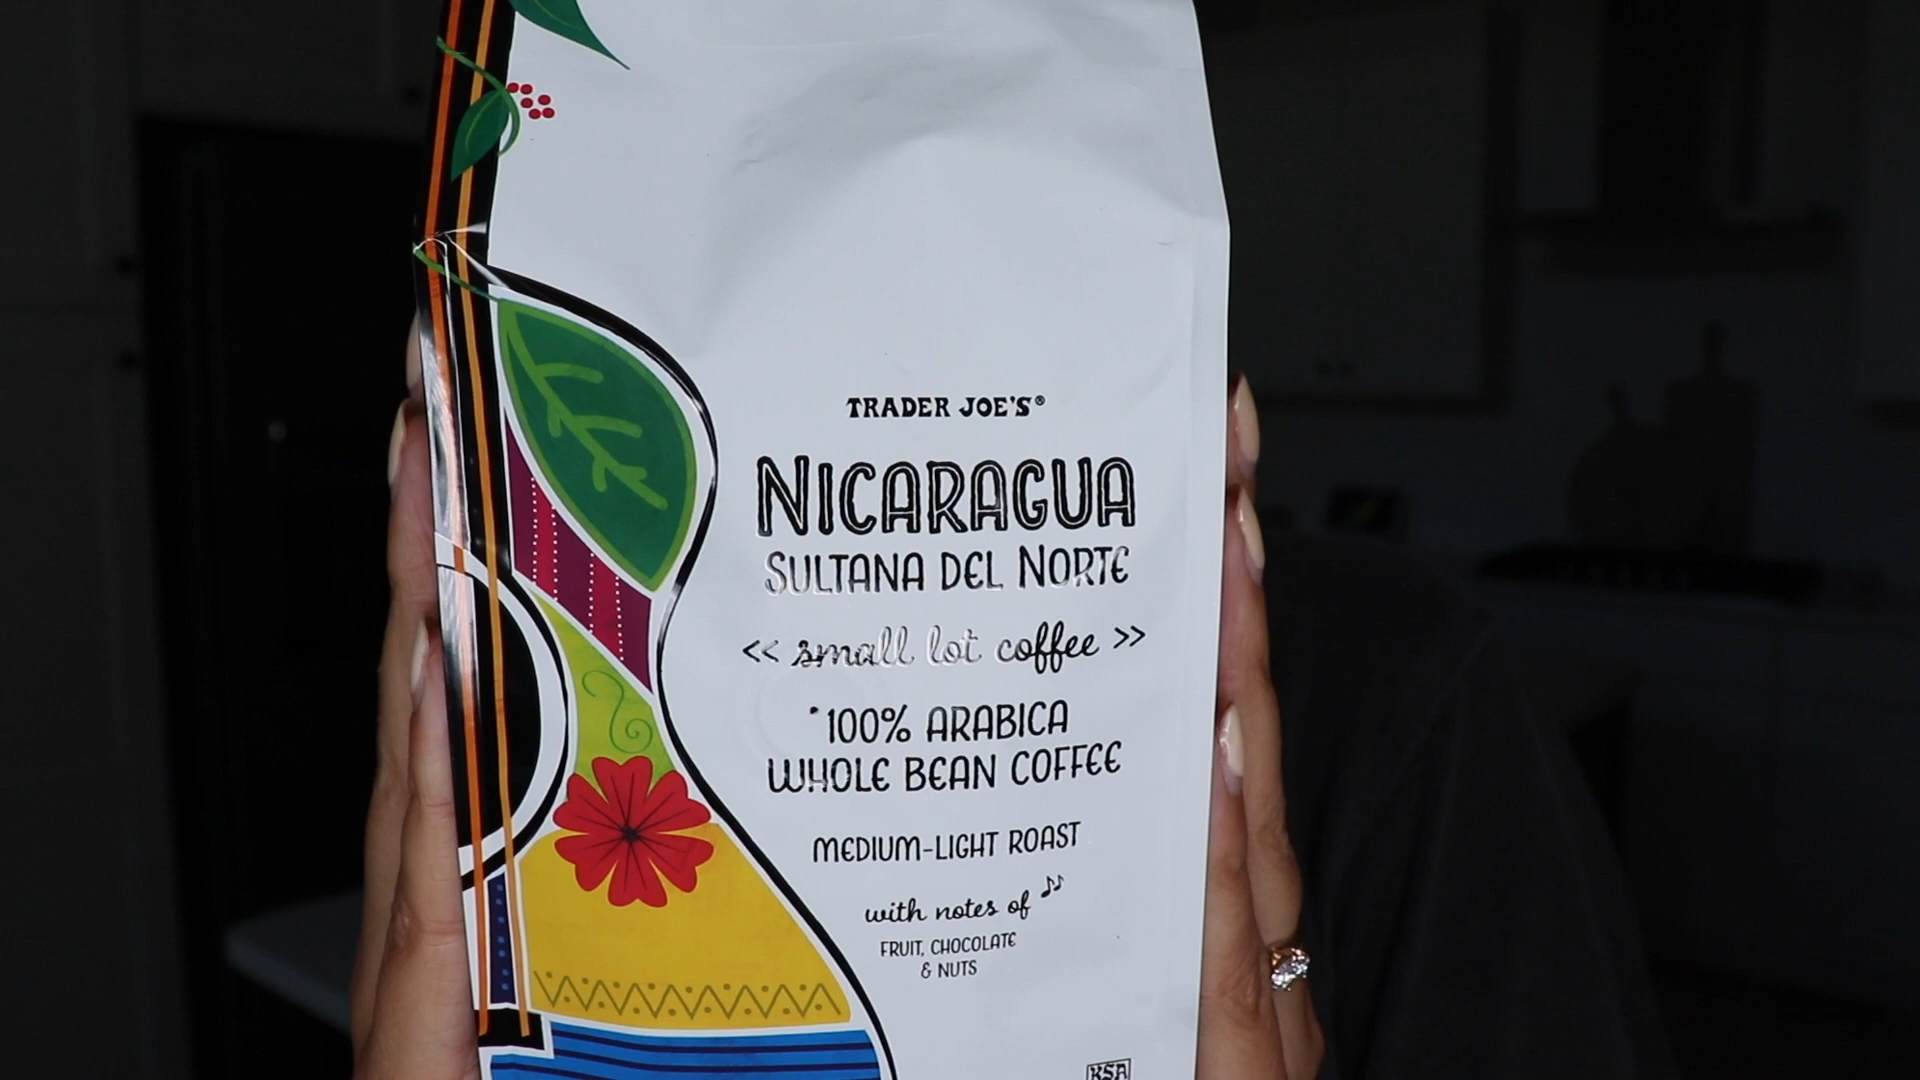 TRADER JOE'S®
NICARAGUA
SULTANA DEL NORTE
<< small lot coffee >>
100% ARABICA
WHOLE BEAN COFFEE
MEDIUM-LIGHT ROAST
with notes of
FRUIT, CHOCOLATE
& NUTS
KSA